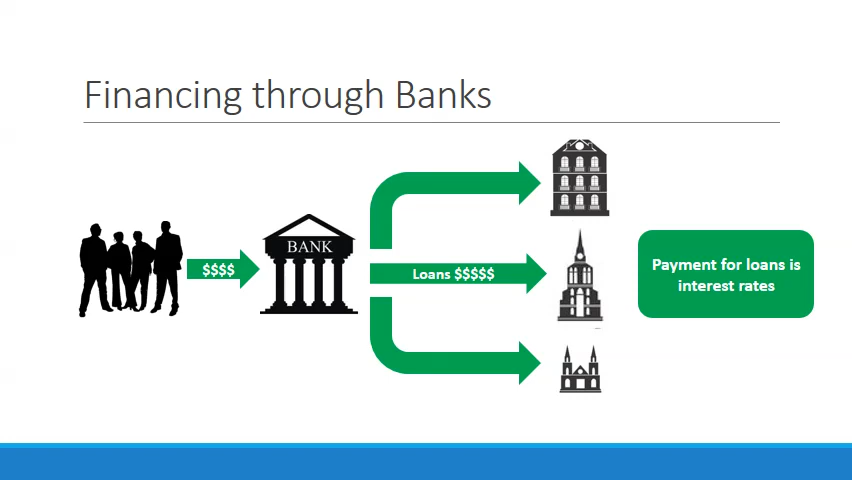 Financing through Banks
BANK
$$$$
Loans $$$$$
Payment for loans is
interest rates